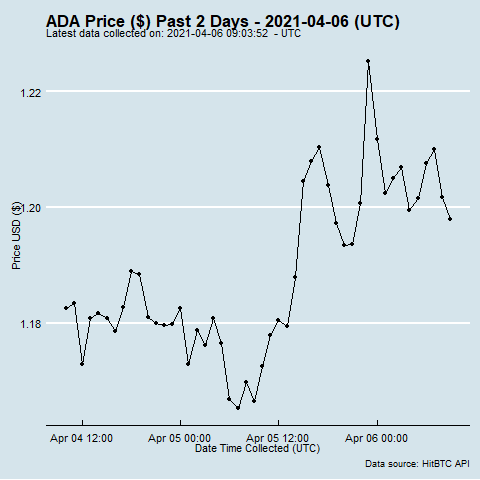 ADA Price ($) Past 2 Days - 2021-04-06 (UTC)
Latest data collected on: 2021-04-06 09:03:52 - UTC
1.22
1.20
1.18
Price USD ($)
Apr 04 12:00 Apr 05 00:00 Apr 05 12:00 Apr 06 00:00
Date Time Collected (UTC)
Data source: HitBTC API